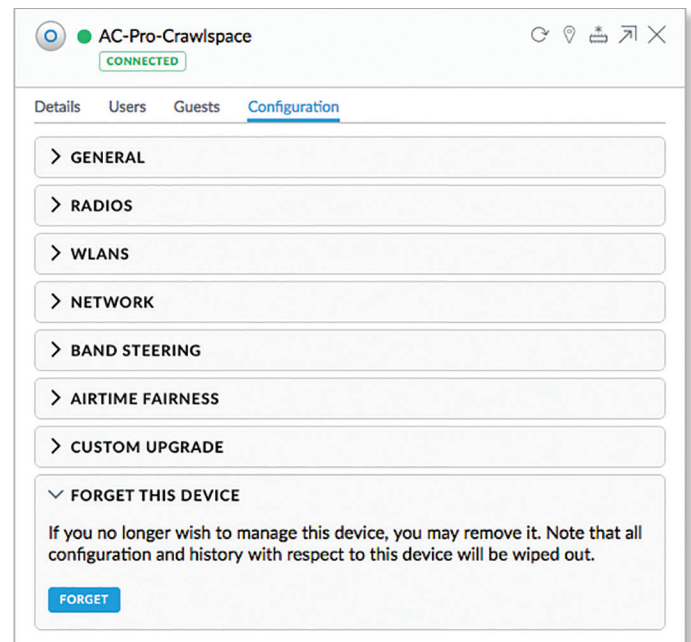 AC-Pro-Crawlspace
CONNECTED
Details Users Guests Configuration
GENERAL
RADIOS
WLANS
NETWORK
BAND STEERING
AIRTIME FAIRNESS
CUSTOM UPGRADE
FORGET THIS DEVICE
If you no longer wish to manage this device, you may remove it. Note that all
configuration and history with respect to this device will be wiped out.
FORGET